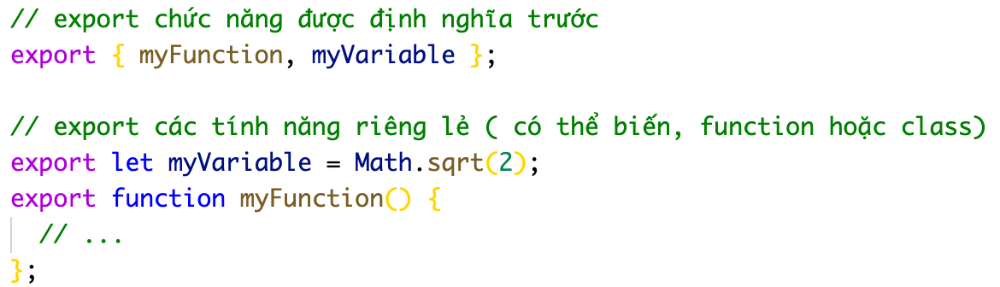 // export chức năng được định nghĩa trước
export { myFunction, myVariable };

// export các tính năng riêng lẻ ( có thể biến, function hoặc class)
export let myVariable = Math.sqrt(2);
export function myFunction() {
  // ...
};